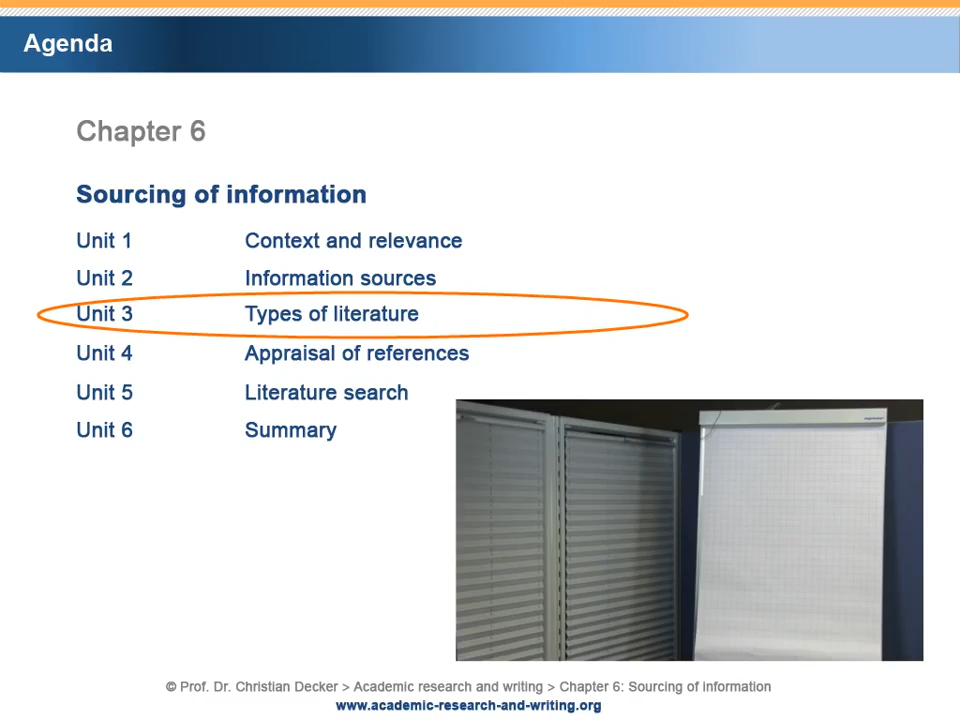 Agenda
Chapter 6
Sourcing of information
Unit 1 Context and relevance
Unit 2 Information sources
Unit 3 Types of literature
Unit 4 Appraisal of references
Unit 5 Literature search
Unit 6 Summary
© Prof. Dr. Christian Decker > Academic research and writing > Chapter 6: Sourcing of information
www.academic-research-and-writing.org